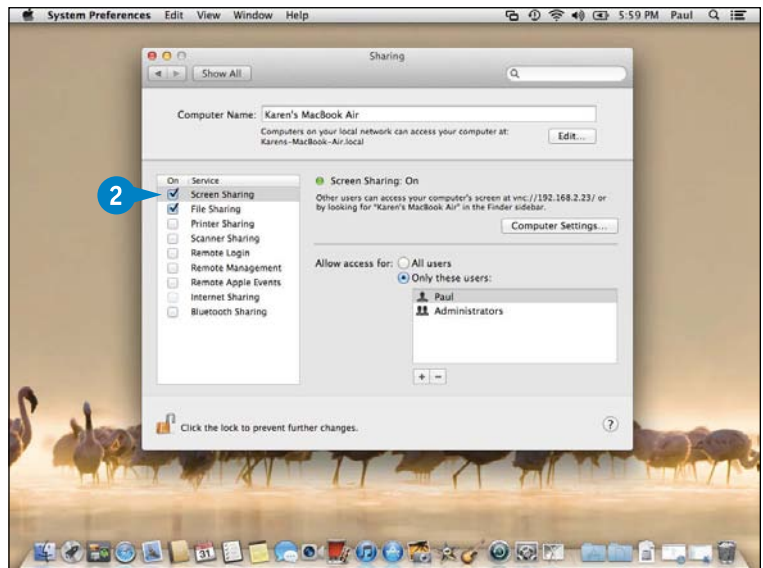 System Preferences Edit View Window Help 5:59 PM Paul
Sharing
Show All
Computer Name: Karen's MacBook Air
Computers on your local network can access your computer at:
Karens-MacBook-Air.local
Edit...
On Service
Screen Sharing
File Sharing
Printer Sharing
Scanner Sharing
Remote Login
Remote Management
Remote Apple Events
Internet Sharing
Bluetooth Sharing
2
Screen Sharing: On
Other users can access your computer's screen at vnc://192.168.2.23/ or
by looking for "Karen's MacBook Air" in the Finder sidebar.
Computer Settings...
Allow access for: All users
Only these users:
Paul
Administrators
+ −
Click the lock to prevent further changes.
?
31